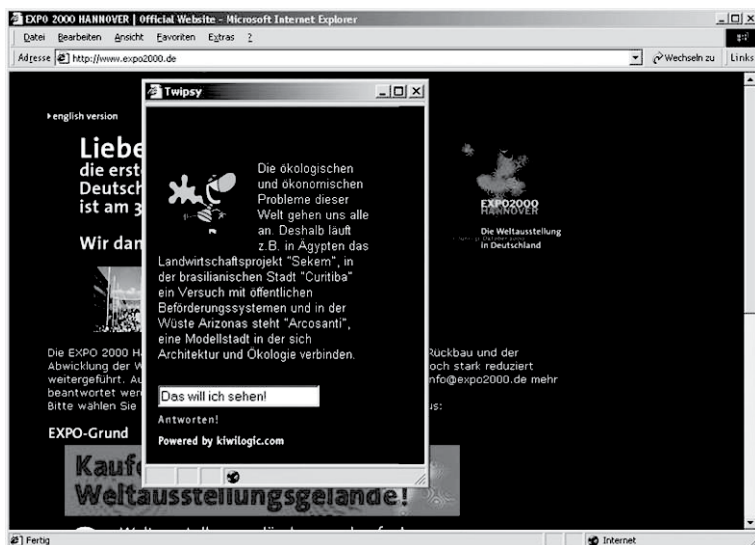 EXPO 2000 HANNOVER | Official Website - Microsoft Internet Explorer
Datei Bearbeiten Ansicht Favoriten Extras ?
Adresse http://www.expo2000.de Wechseln zu Links
english version
Liebe
die erst
Deutsch
ist am 3
Wir dan
EXPO2000
HANNOVER
Die Weltausstellung
in Deutschland
Twipsy
Die ökologischen
und ökonomischen
Probleme dieser
Welt gehen uns alle
an. Deshalb läuft
z.B. in Ägypten das
Landwirtschaftsprojekt "Sekem", in
der brasilianischen Stadt "Curitiba"
ein Versuch mit öffentlichen
Beförderungssystemen und in der
Wüste Arizonas steht "Arcosanti",
eine Modellstadt in der sich
Architektur und Ökologie verbinden.
Das will ich sehen!
Antworten!
Powered by kiwilogic.com
Die EXPO 2000 H Rückbau und der
Abwicklung der W och stark reduziert
weitergeführt. Au nfo@expo2000.de mehr
beantwortet wer
Bitte wählen Sie us:
EXPO-Grund
Kaufe
Weltausstellungsgelände!
Fertig Internet